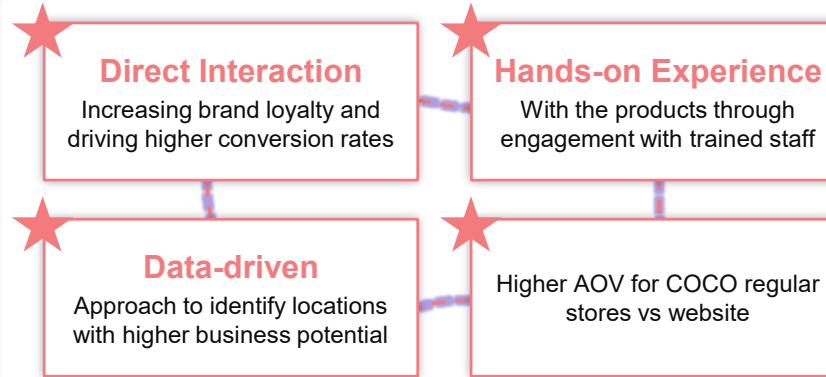 Direct Interaction
Increasing brand loyalty and
driving higher conversion rates
Hands-on Experience
With the products through
engagement with trained staff
Data-driven
Approach to identify locations
with higher business potential
Higher AOV for COCO regular
stores vs website